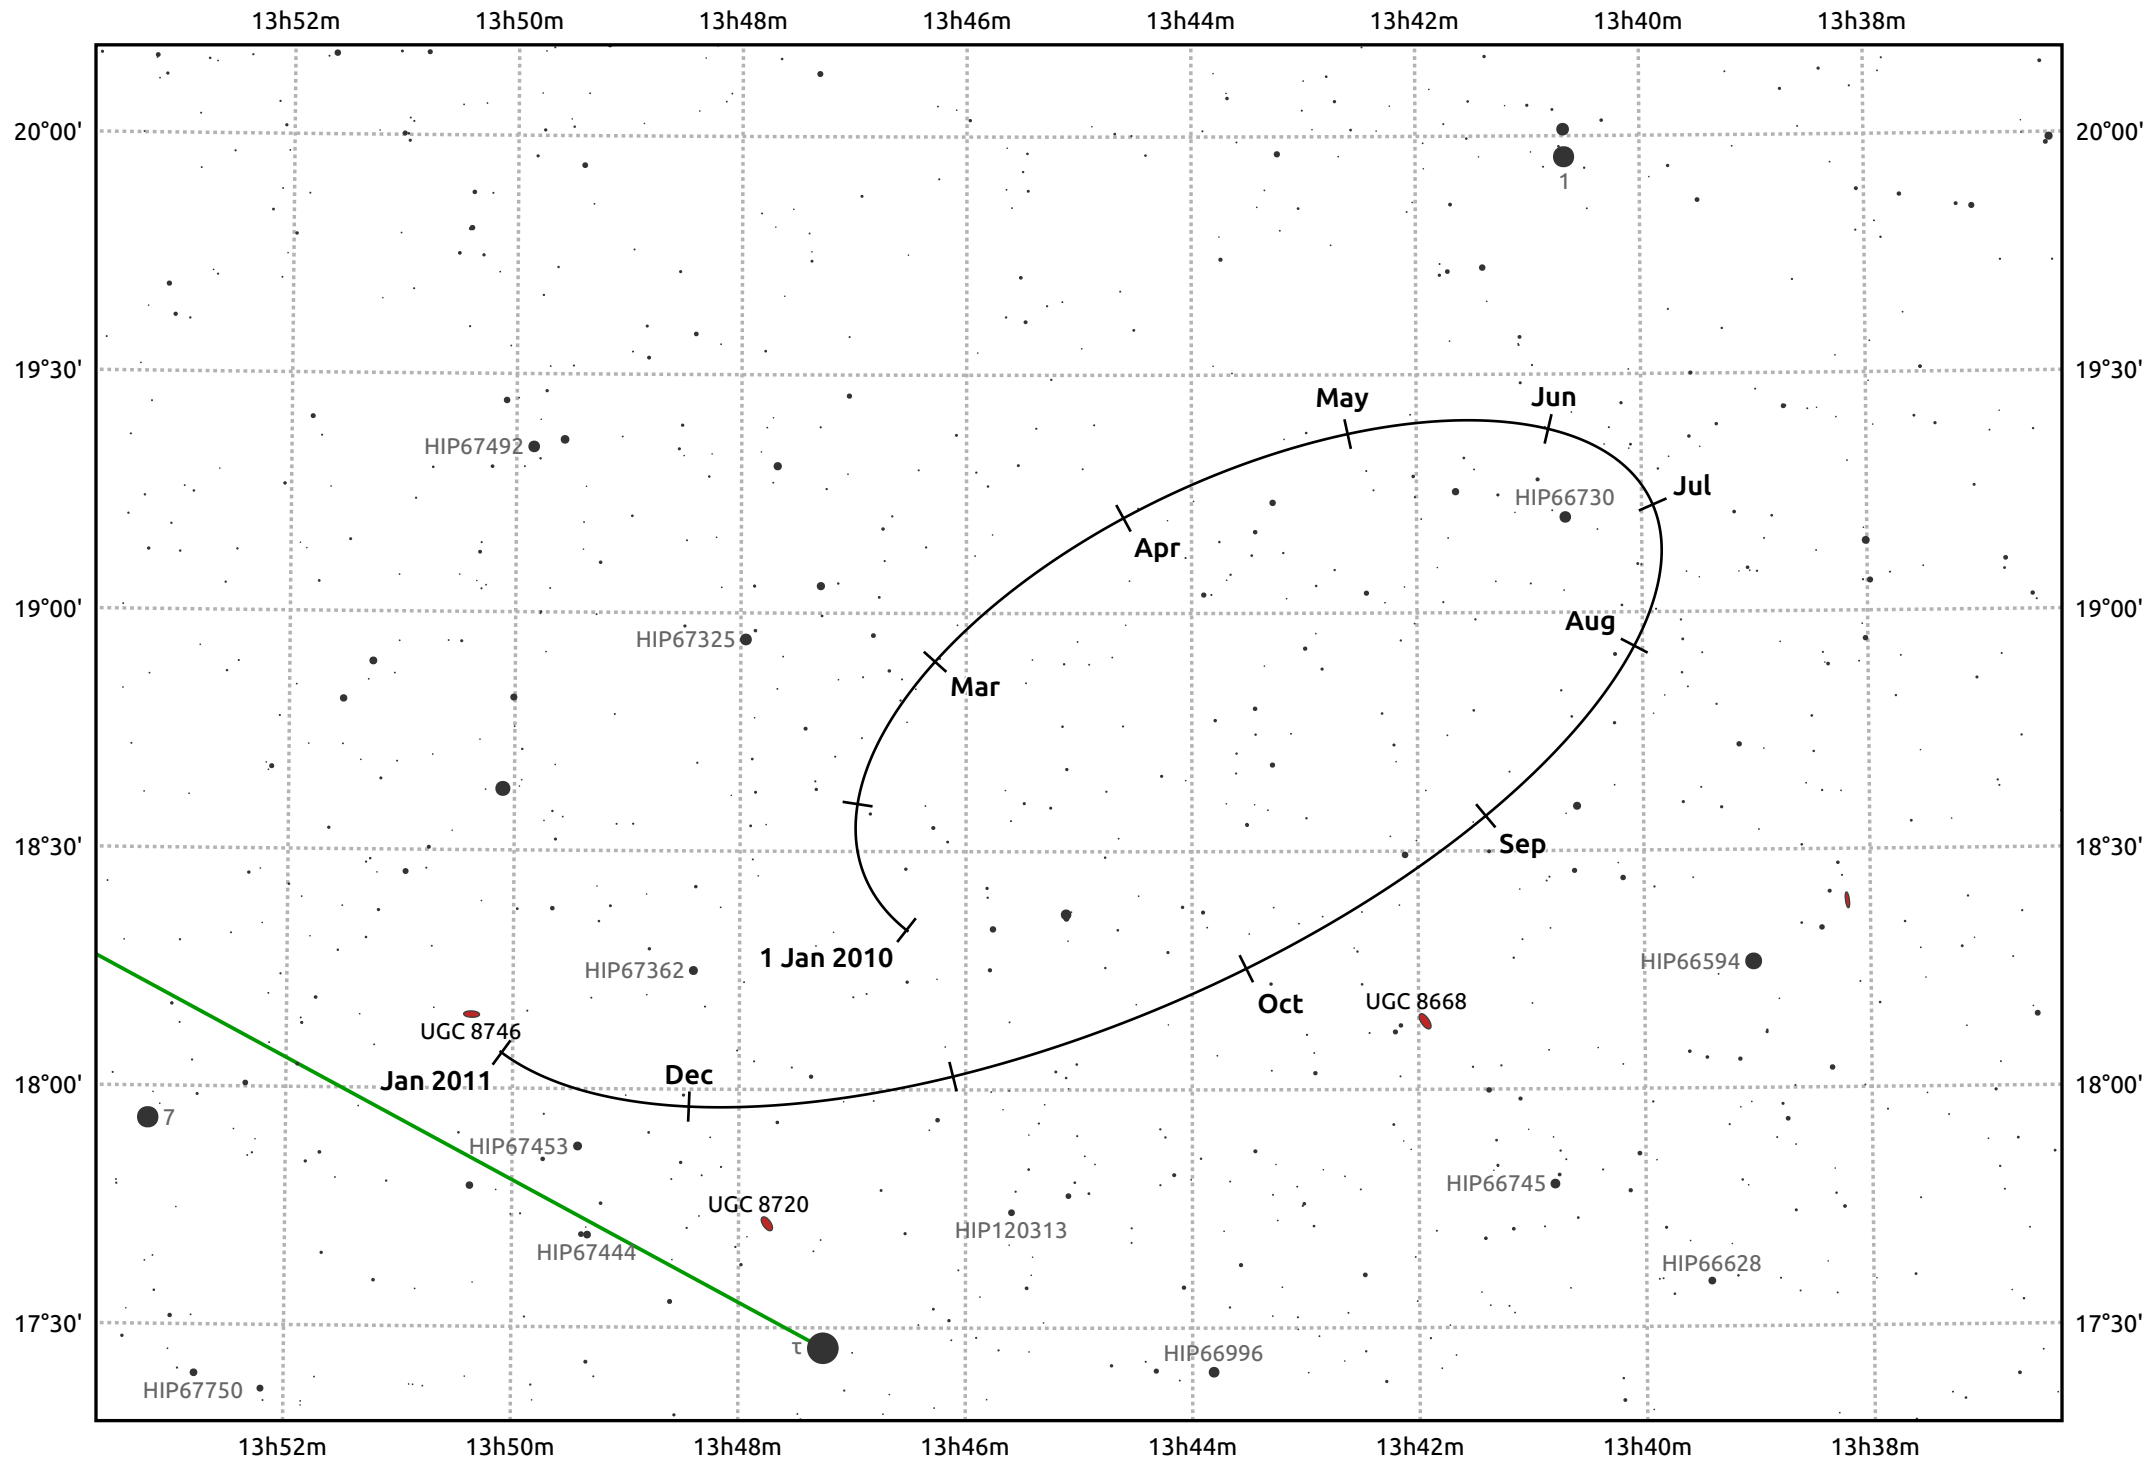 13h52m 13h50m 13h48m 13h46m 13h44m 13h42m 13h40m 13h38m
20°00' 20°00'
1
19°30' 19°30'
May Jun
HIP67492
Jul
HIP66730
Apr
19°00' 19°00'
Aug
HIP67325
Mar
18°30' 18°30'
Sep
1 Jan 2010
HIP66594
HIP67362
UGC 8668
Oct
UGC 8746
Dec
Jan 2011
18°00' 18°00'
7
HIP67453
HIP66745
UGC 8720
HIP120313
HIP67444
HIP66628
17°30' 17°30'
τ
HIP66996
HIP67750
13h52m 13h50m 13h48m 13h46m 13h44m 13h42m 13h40m 13h38m